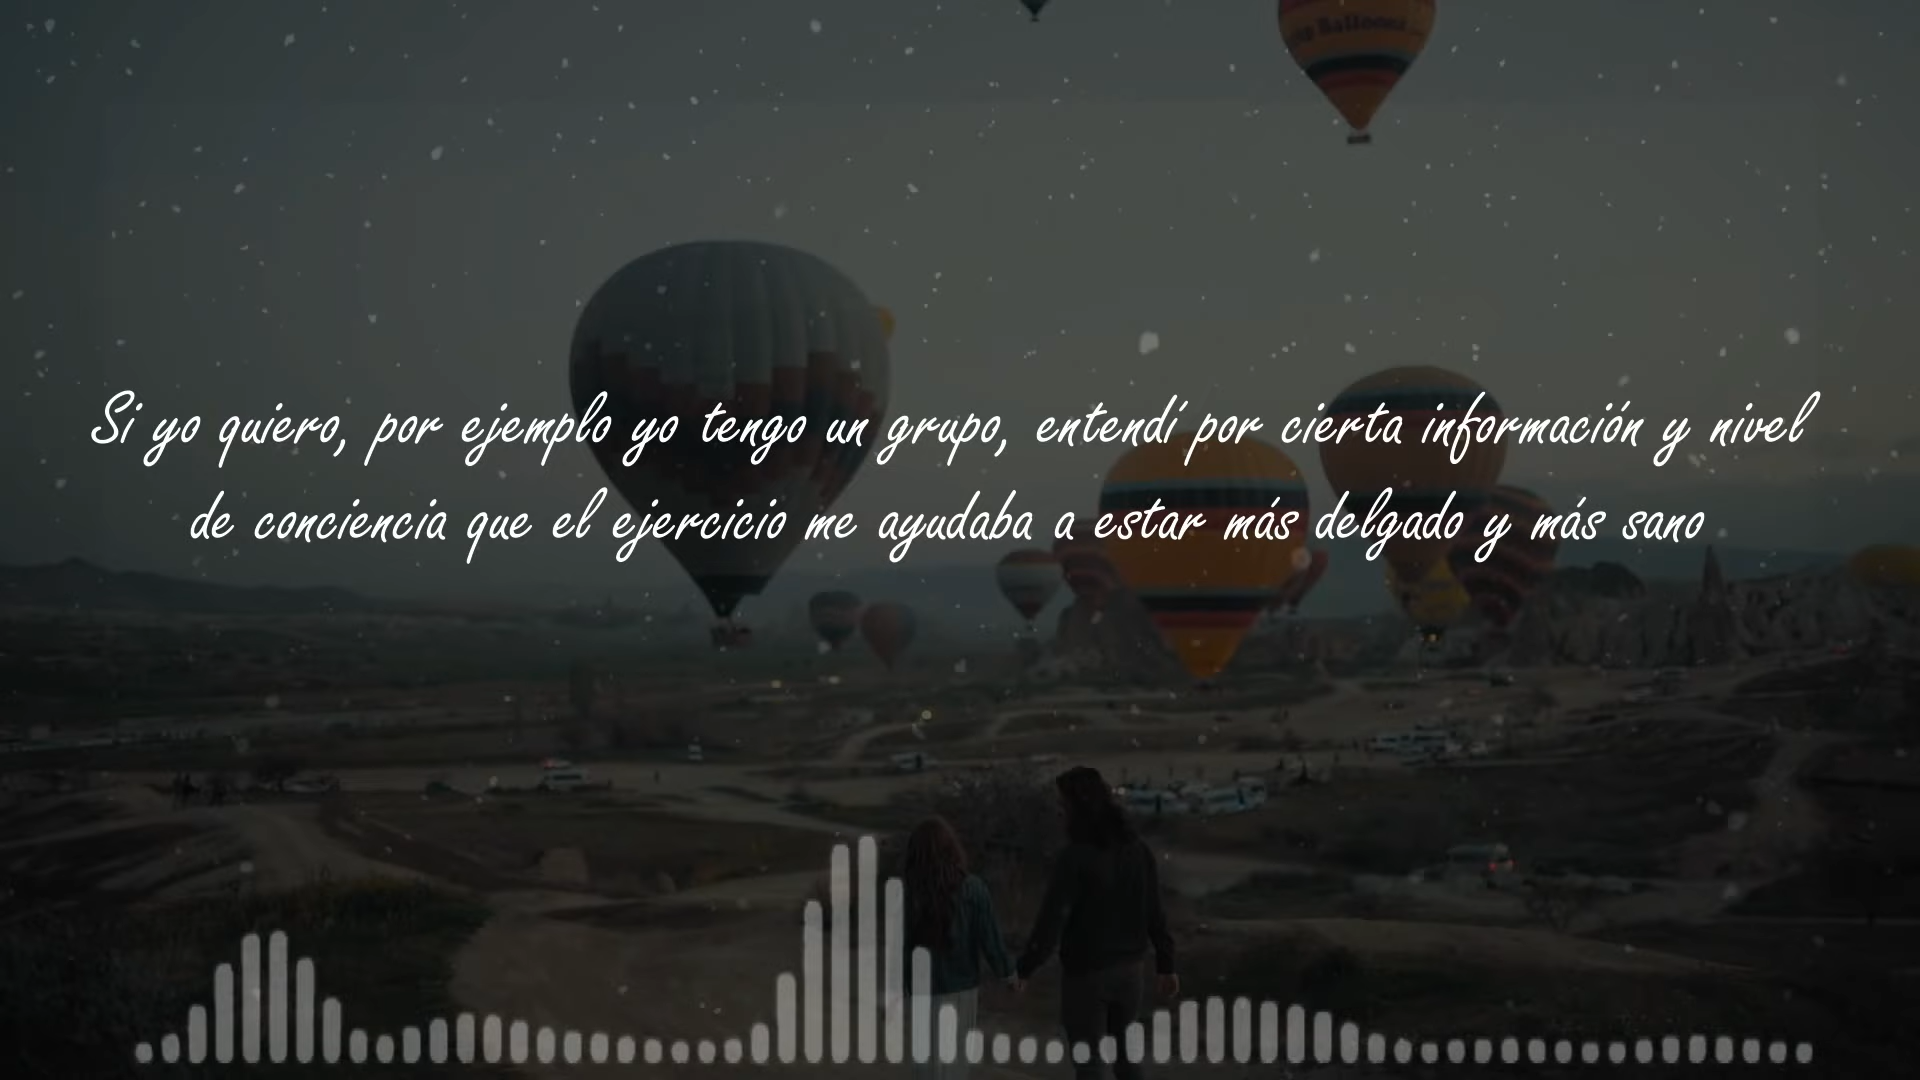 Balloons
Si yo quiero, por ejemplo yo tengo un grupo, entendí por cierta información y nivel
de conciencia que el ejercicio me ayudaba a estar más delgado y más sano